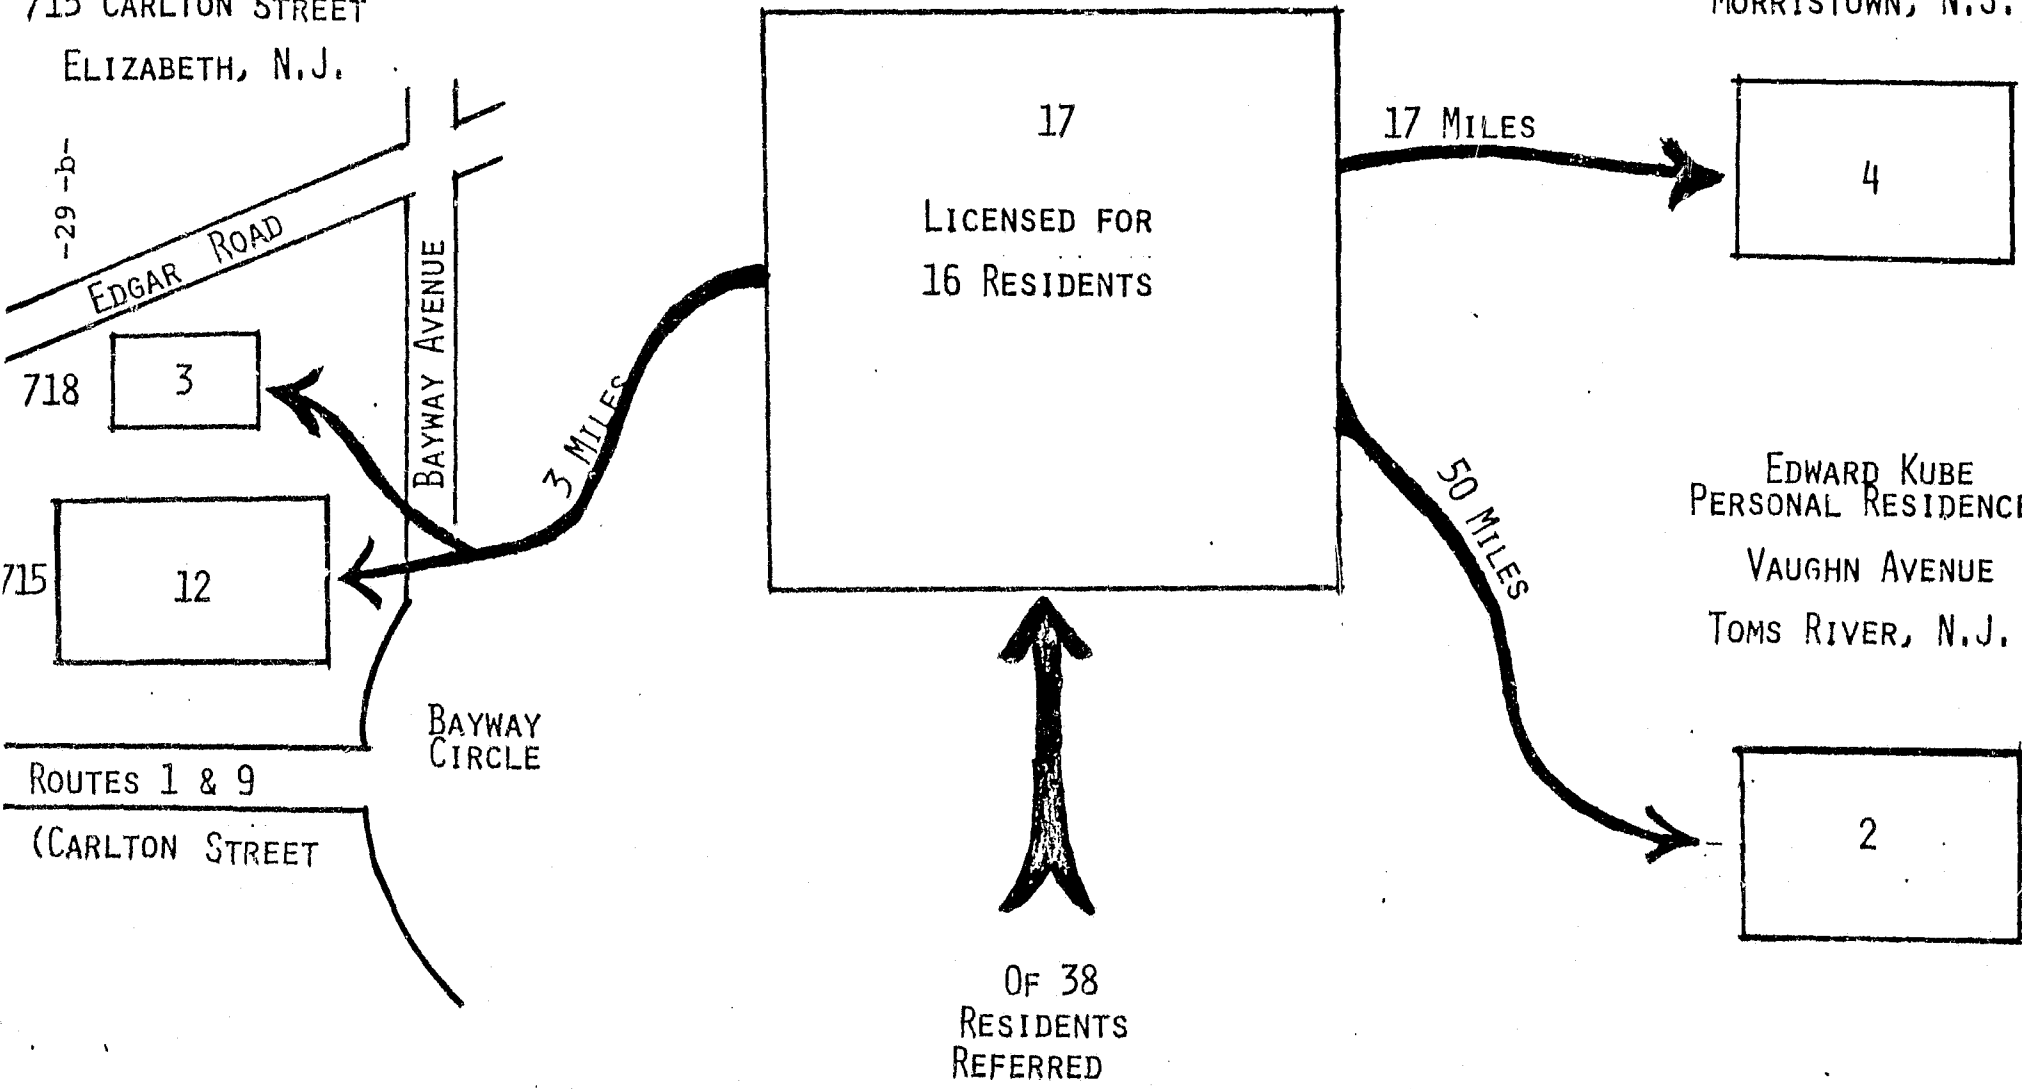 715 CARLTON STREET
ELIZABETH, N.J.
MORRISTOWN, N.J.
-29-b-
EDGAR ROAD
BAYWAY AVENUE
718
3
715
12
3 MILES
17
LICENSED FOR
16 RESIDENTS
17 MILES
4
50 MILES
EDWARD KUBE
PERSONAL RESIDENCE
VAUGHN AVENUE
TOMS RIVER, N.J.
2
BAYWAY
CIRCLE
ROUTES 1 & 9
(CARLTON STREET
OF 38
RESIDENTS
REFERRED